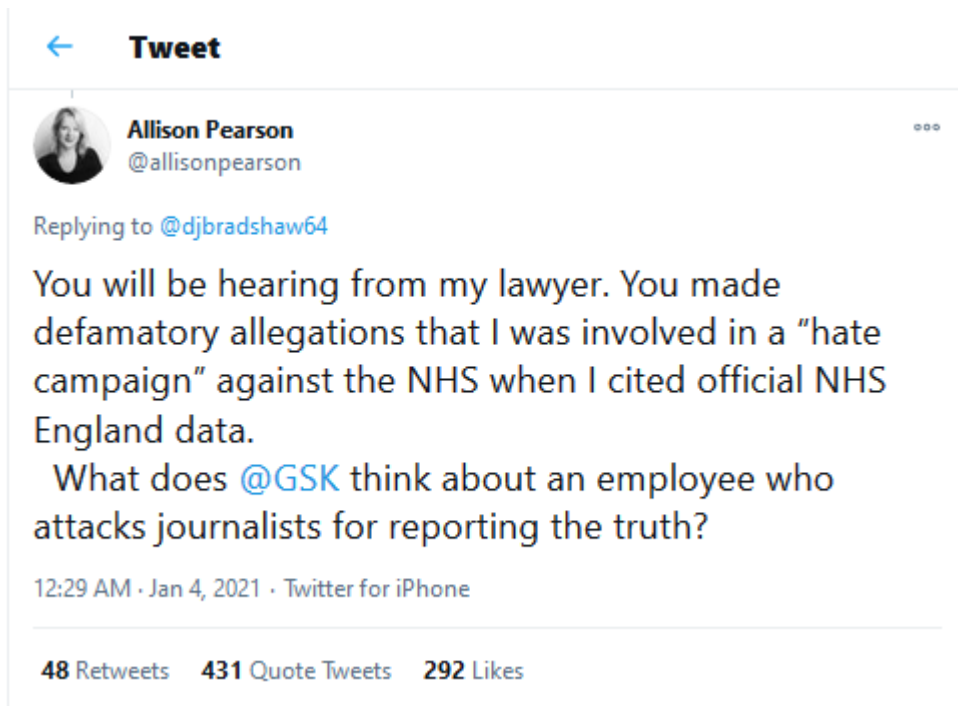 Tweet
Allison Pearson
@allisonpearson
Replying to @djbradshaw64
You will be hearing from my lawyer. You made
defamatory allegations that I was involved in a “hate
campaign” against the NHS when I cited official NHS
England data.
What does @GSK think about an employee who
attacks journalists for reporting the truth?
12:29 AM · Jan 4, 2021 · Twitter for iPhone
48 Retweets 431 Quote Tweets 292 Likes